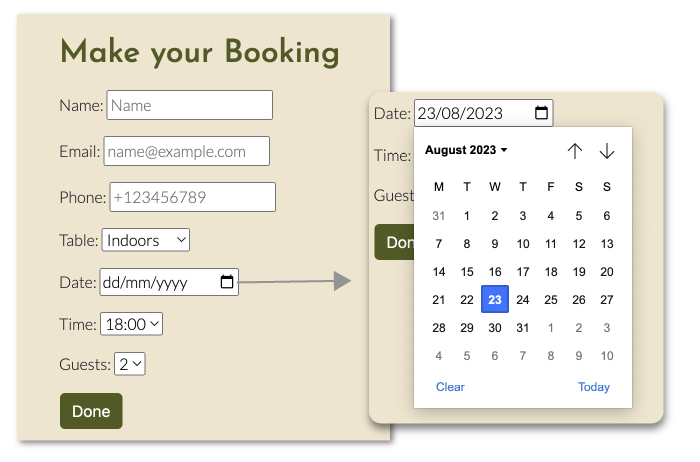 Make your Booking
Name: Name
Email: name@example.com
Phone: +123456789
Table: Indoors
Date: dd/mm/yyyy
Time: 18:00
Guests: 2
Done
Date: 23/08/2023
Time:
Guest
Don
August 2023
M T W T F S S
31 1 2 3 4 5 6
7 8 9 10 11 12 13
14 15 16 17 18 19 20
21 22 23 24 25 26 27
28 29 30 31 1 2 3
4 5 6 7 8 9 10
Clear Today